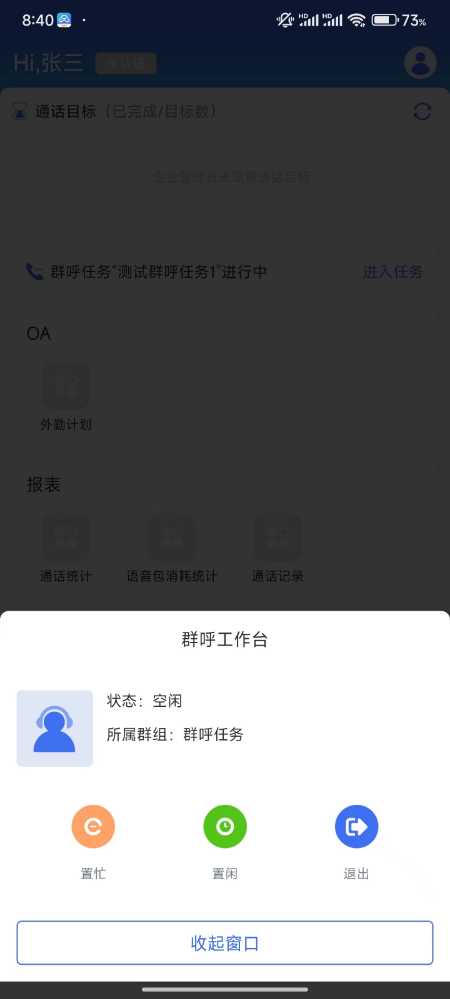 8:40
HD HD 73%
Hi,张三 未认证
通话目标（已完成/目标数）
企业管理员未设置通话目标
群呼任务"测试群呼任务1"进行中 进入任务
OA
外勤计划
报表
通话统计 语音包消耗统计 通话记录
群呼工作台
状态：空闲
所属群组：群呼任务
置忙 置闲 退出
收起窗口